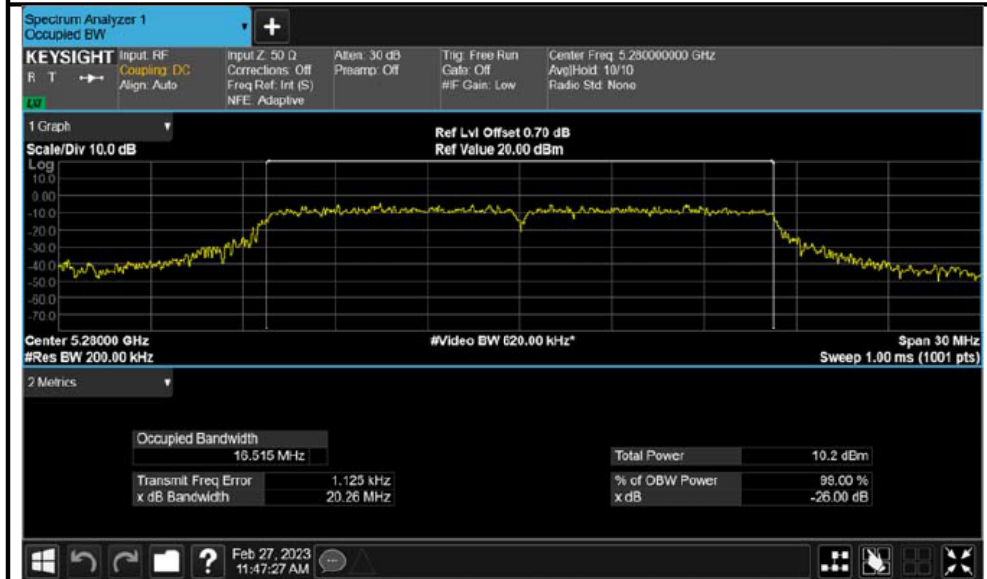 Spectrum Analyzer 1
Occupied BW
+
KEYSIGHT
R T
LXI
Input: RF
Coupling: DC
Align: Auto
Input Z: 50 Ω
Corrections: Off
Freq Ref: Int (S)
NFE: Adaptive
Atten: 30 dB
Preamp: Off
Trig: Free Run
Gate: Off
#IF Gain: Low
Center Freq: 5.280000000 GHz
Avg|Hold: 10/10
Radio Std: None
1 Graph
Scale/Div 10.0 dB
Ref Lvl Offset 0.70 dB
Ref Value 20.00 dBm
Log
10.0
0.00
-10.0
-20.0
-30.0
-40.0
-50.0
-60.0
-70.0
Center 5.28000 GHz
#Res BW 200.00 kHz
#Video BW 620.00 kHz*
Span 30 MHz
Sweep 1.00 ms (1001 pts)
2 Metrics
Occupied Bandwidth
16.515 MHz
Transmit Freq Error 1.125 kHz
x dB Bandwidth 20.26 MHz
Total Power 10.2 dBm
% of OBW Power 99.00 %
x dB -26.00 dB
?
Feb 27, 2023
11:47:27 AM